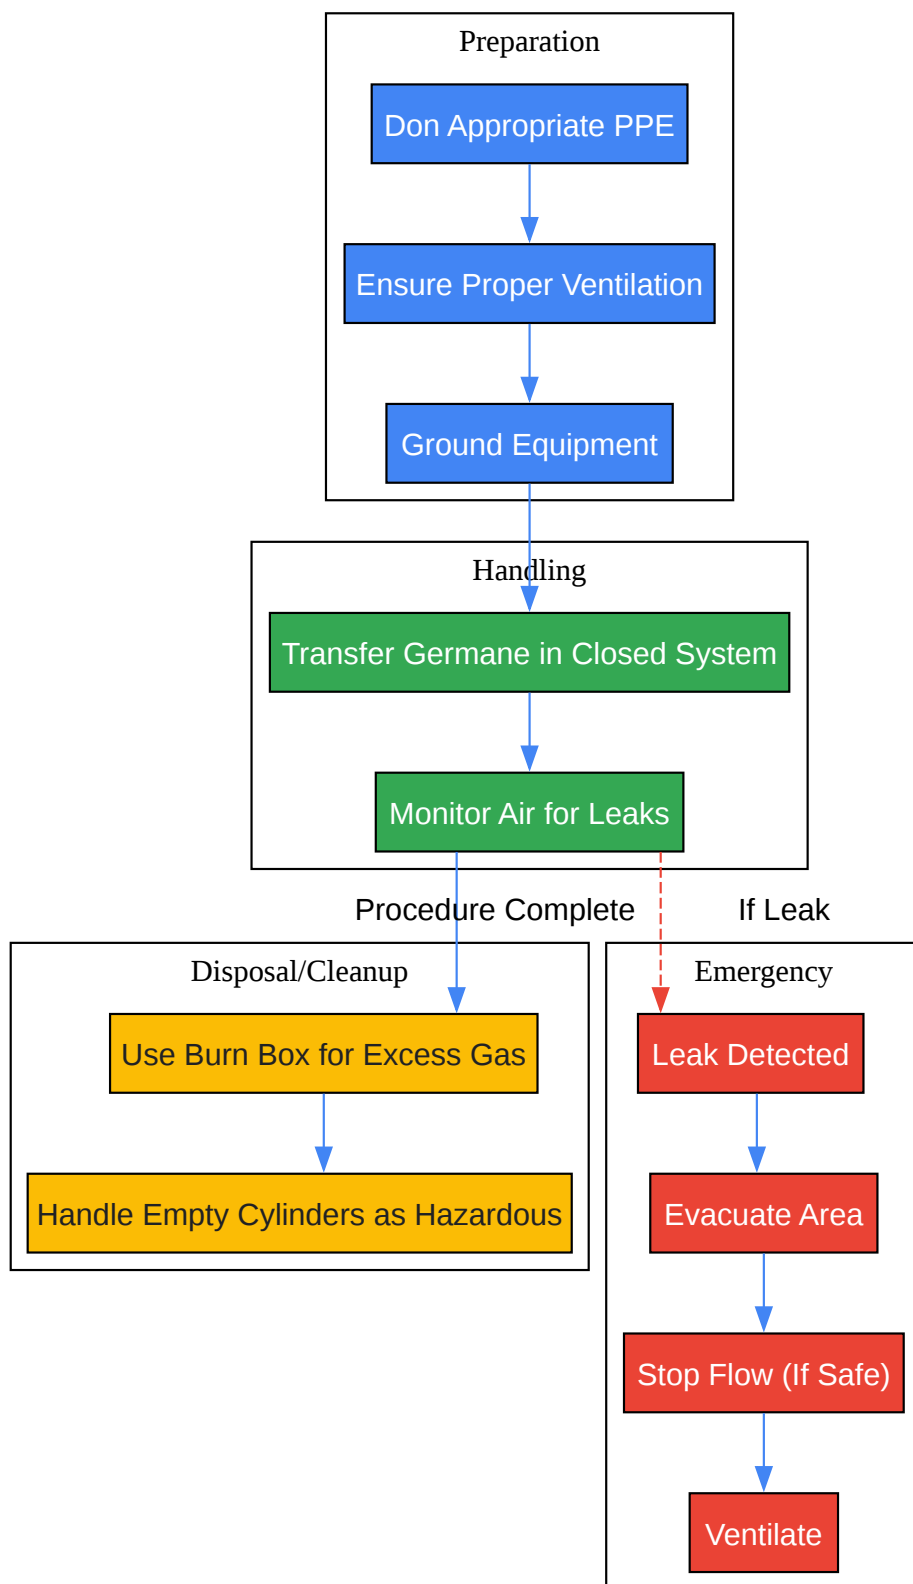 Preparation
Don Appropriate PPE
Ensure Proper Ventilation
Ground Equipment
Handling
Transfer Germane in Closed System
Monitor Air for Leaks
Procedure Complete
If Leak
Disposal/Cleanup
Use Burn Box for Excess Gas
Handle Empty Cylinders as Hazardous
Emergency
Leak Detected
Evacuate Area
Stop Flow (If Safe)
Ventilate